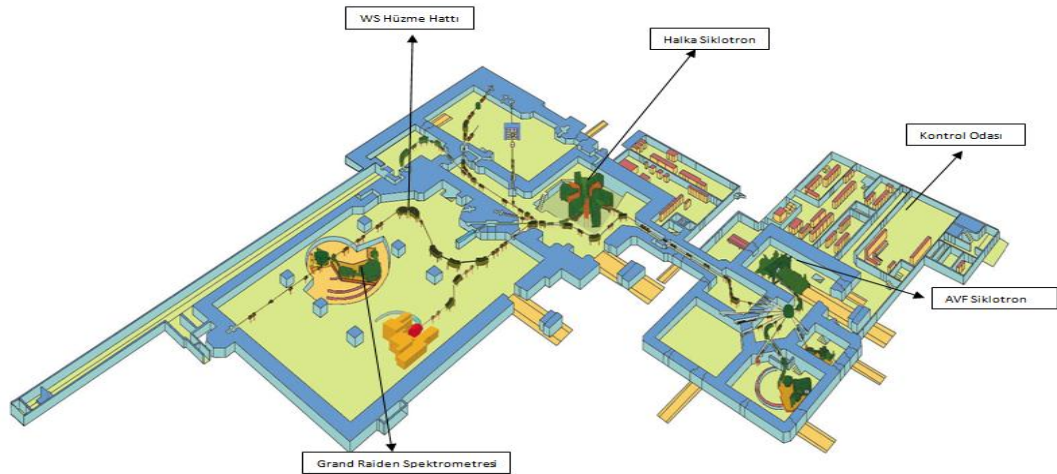 WS Hüzme Hattı
Halka Siklotron
Kontrol Odası
AVF Siklotron
Grand Raiden Spektrometresi